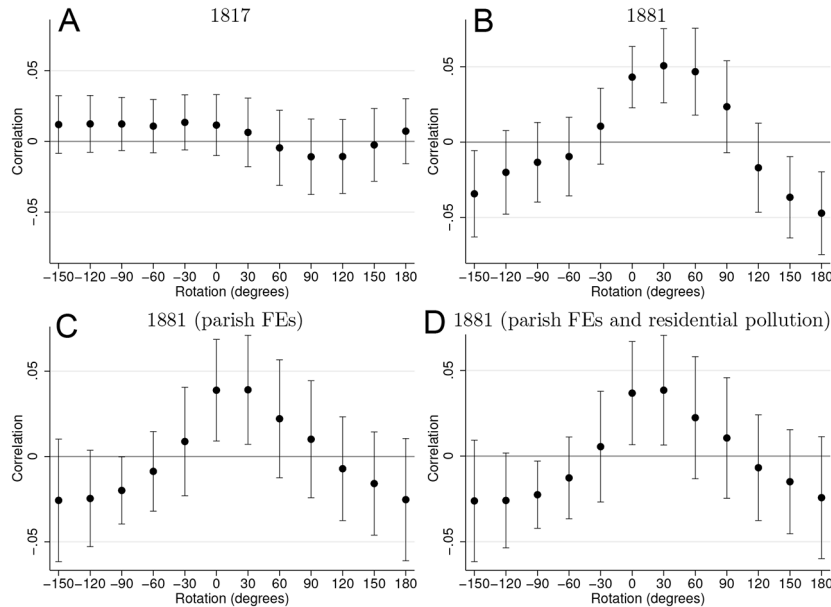 A
1817
.05
0
-.05
Correlation
−150 −120 −90 −60 −30 0 30 60 90 120 150 180
Rotation (degrees)
B
1881
.05
0
-.05
Correlation
−150 −120 −90 −60 −30 0 30 60 90 120 150 180
Rotation (degrees)
C
1881 (parish FEs)
.05
0
-.05
Correlation
−150 −120 −90 −60 −30 0 30 60 90 120 150 180
Rotation (degrees)
D
1881 (parish FEs and residential pollution)
.05
0
-.05
Correlation
−150 −120 −90 −60 −30 0 30 60 90 120 150 180
Rotation (degrees)